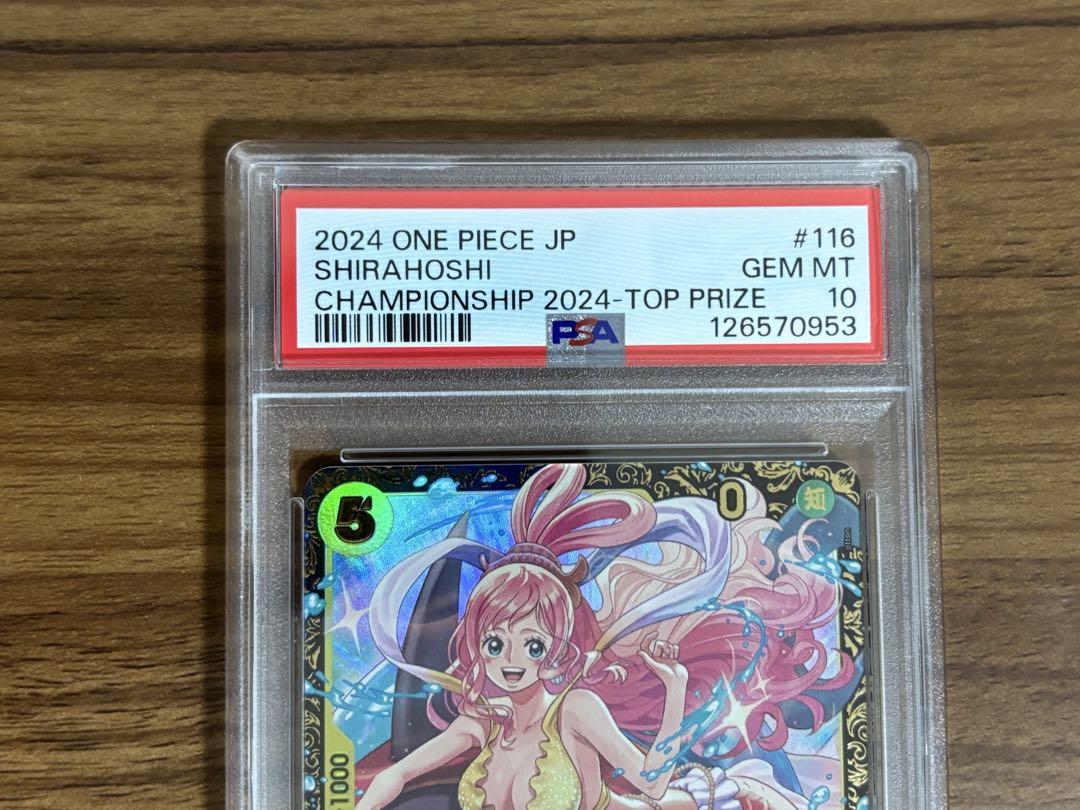 2024 ONE PIECE JP #116
SHIRAHOSHI GEM MT
CHAMPIONSHIP 2024-TOP PRIZE 10
PSA 126570953
5 0 知
1000